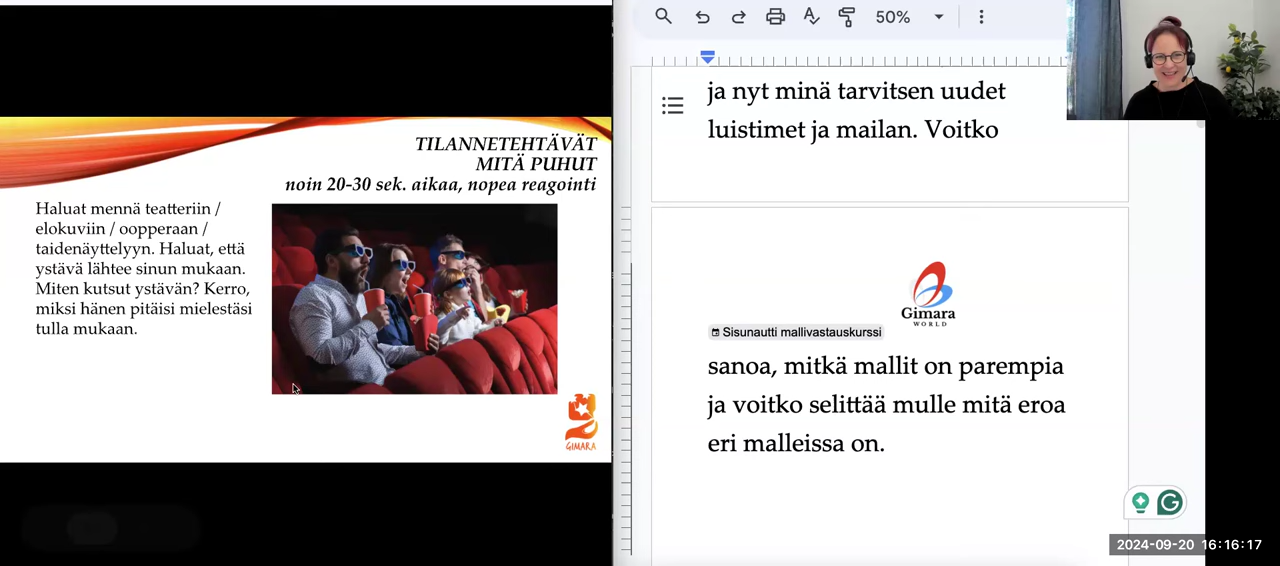 TILANNETEHTÄVÄT
MITÄ PUHUT
noin 20-30 sek. aikaa, nopea reagointi
Haluat mennä teatteriin /
elokuviin / oopperaan /
taidenäyttelyyn. Haluat, että
ystävä lähtee sinun mukaan.
Miten kutsut ystävän? Kerro,
miksi hänen pitäisi mielestäsi
tulla mukaan.
GIMARA
50%
ja nyt minä tarvitsen uudet
luistimet ja mailan. Voitko
Gimara
WORLD
Sisunautti mallivastauskurssi
sanoa, mitkä mallit on parempia
ja voitko selittää mulle mitä eroa
eri malleissa on.
2024-09-20 16:16:17